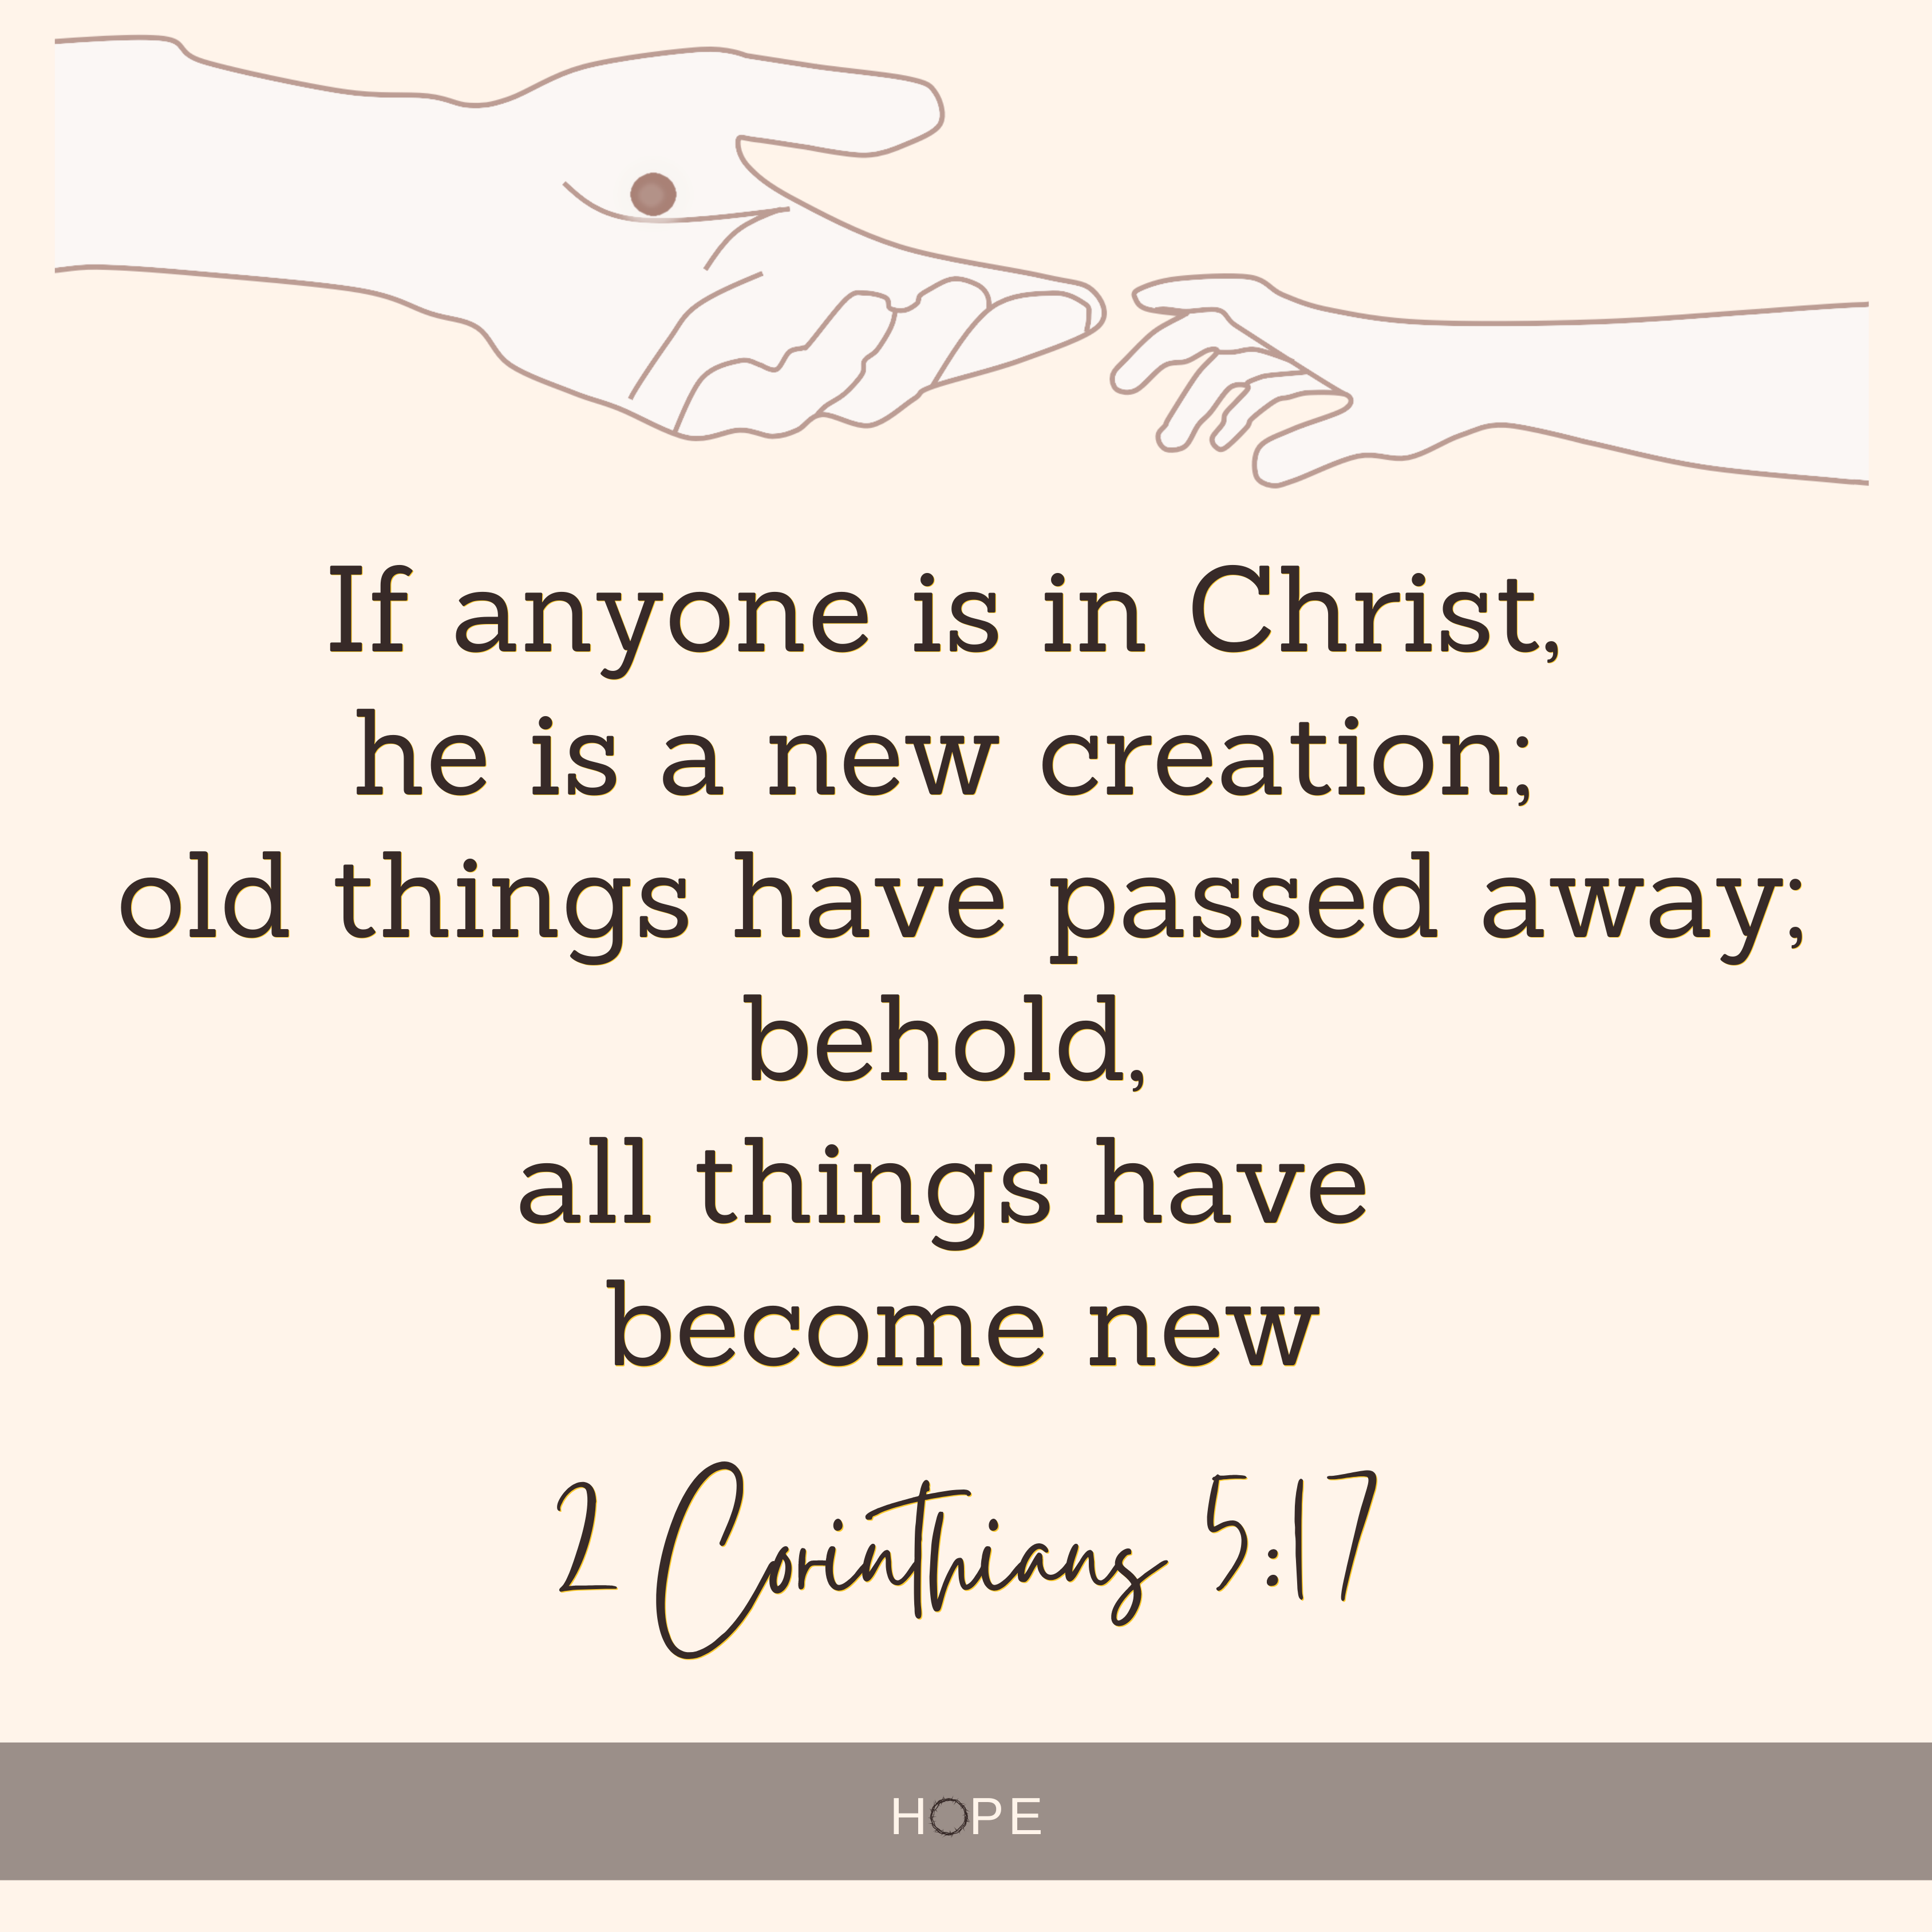 If anyone is in Christ,
he is a new creation;
old things have passed away;
behold,
all things have
become new
2 Corinthians 5:17
HOPE